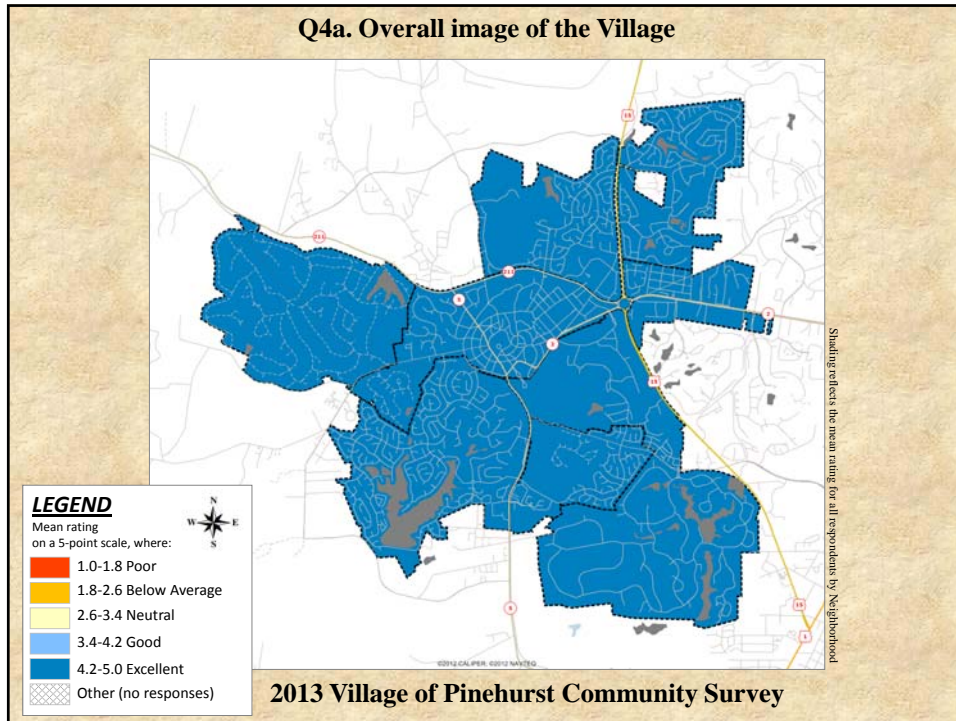 Q4a. Overall image of the Village
15
211
211
5
2
2
15
5
15
1
Shading reflects the mean rating for all respondents by Neighborhood
LEGEND
Mean rating
on a 5-point scale, where:
N
W E
S
1.0-1.8 Poor
1.8-2.6 Below Average
2.6-3.4 Neutral
3.4-4.2 Good
4.2-5.0 Excellent
Other (no responses)
©2012 CALIPER; ©2012 NAVTEQ
2013 Village of Pinehurst Community Survey